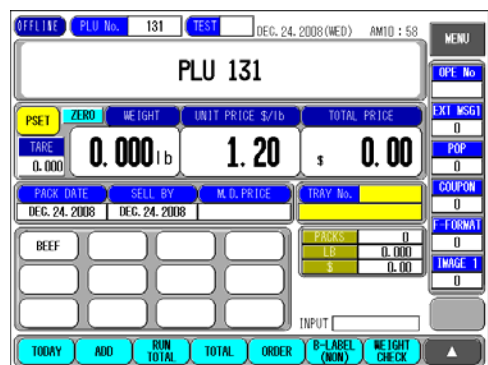 OFFLINE PLU No. 131 TEST DEC. 24. 2008(WED) AM10 : 58 MENU
PLU 131
OPE No
PSET ZERO WEIGHT UNIT PRICE $/lb TOTAL PRICE
EXT MSG1
0
TARE
0.000
0.000 lb 1.20 $ 0.00
POP
0
PACK DATE SELL BY M.D.PRICE TRAY No.
DEC. 24. 2008 DEC. 24. 2008
COUPON
0
F-FORMAT
0
BEEF
PACKS 0
LB 0.000
$ 0.00
IMAGE 1
0
INPUT
TODAY ADD RUN TOTAL TOTAL ORDER B-LABEL (NON) WEIGHT CHECK ▲